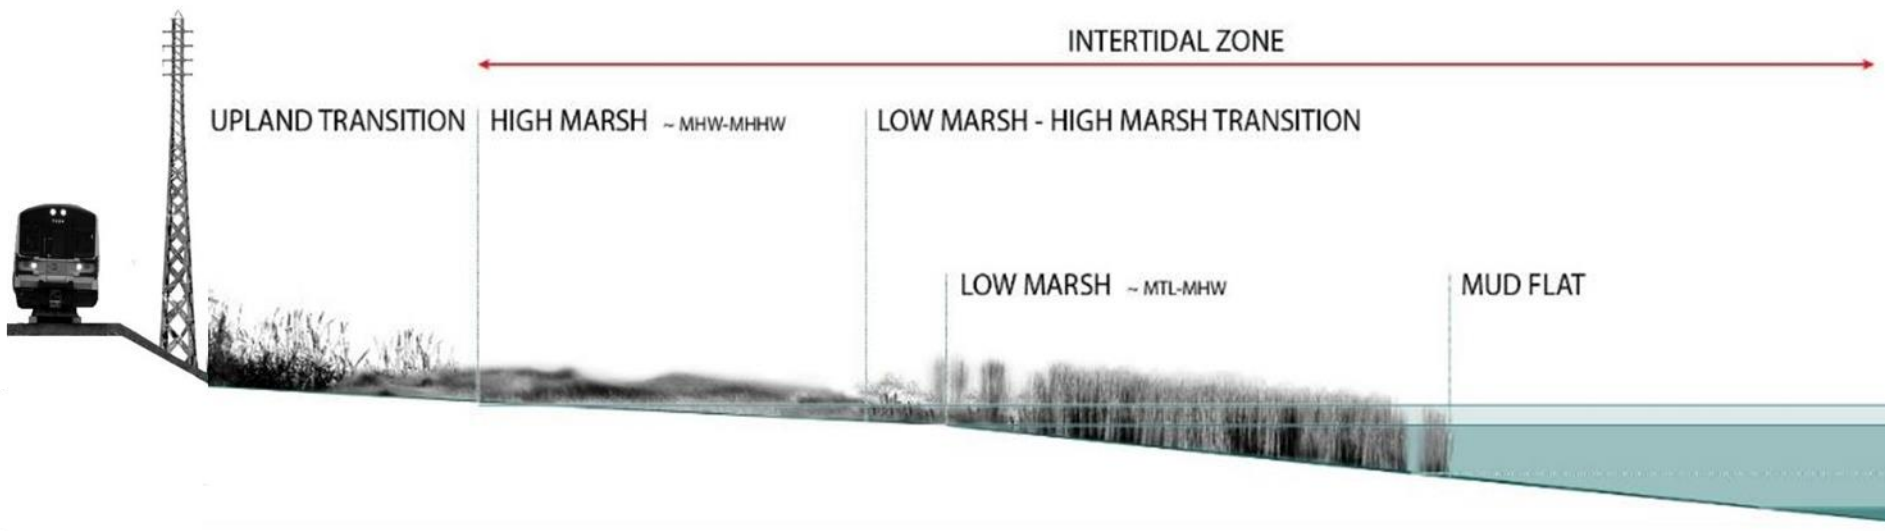 INTERTIDAL ZONE
UPLAND TRANSITION
HIGH MARSH ~ MHW-MHHW
LOW MARSH - HIGH MARSH TRANSITION
LOW MARSH ~ MTL-MHW
MUD FLAT